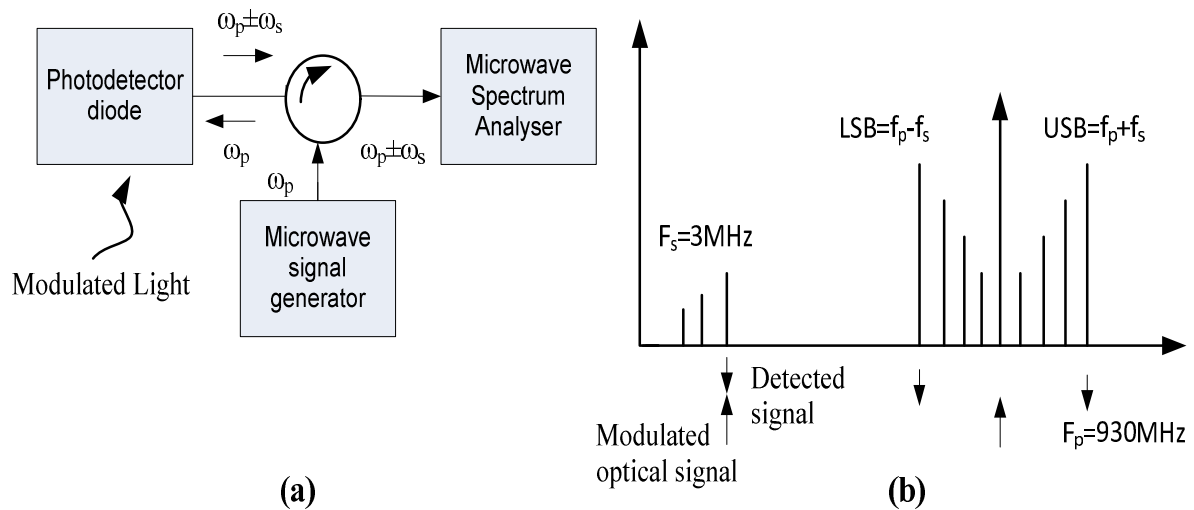 ωp±ωs
Photodetector
diode
Microwave
Spectrum
Analyser
ωp
ωp±ωs
ωp
Microwave
signal
generator
Modulated Light
(a)
LSB=fp-fs
USB=fp+fs
Fs=3MHz
Detected
signal
Modulated
optical signal
Fp=930MHz
(b)